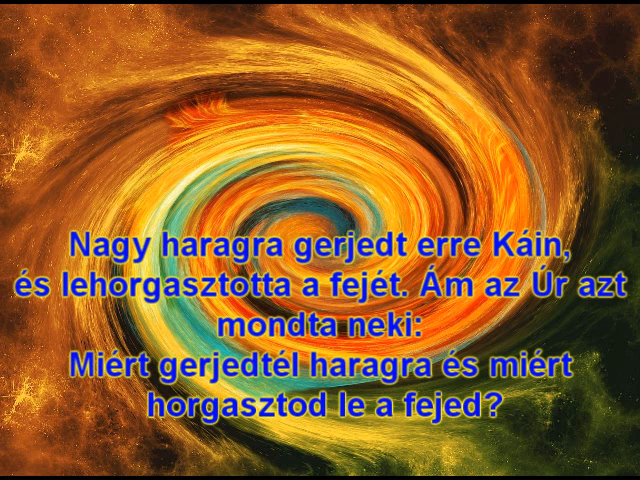 Nagy haragra gerjedt erre Káin,
és lehorgasztotta a fejét. Ám az Úr azt
mondta neki:
Miért gerjedtél haragra és miért
horgasztod le a fejed?